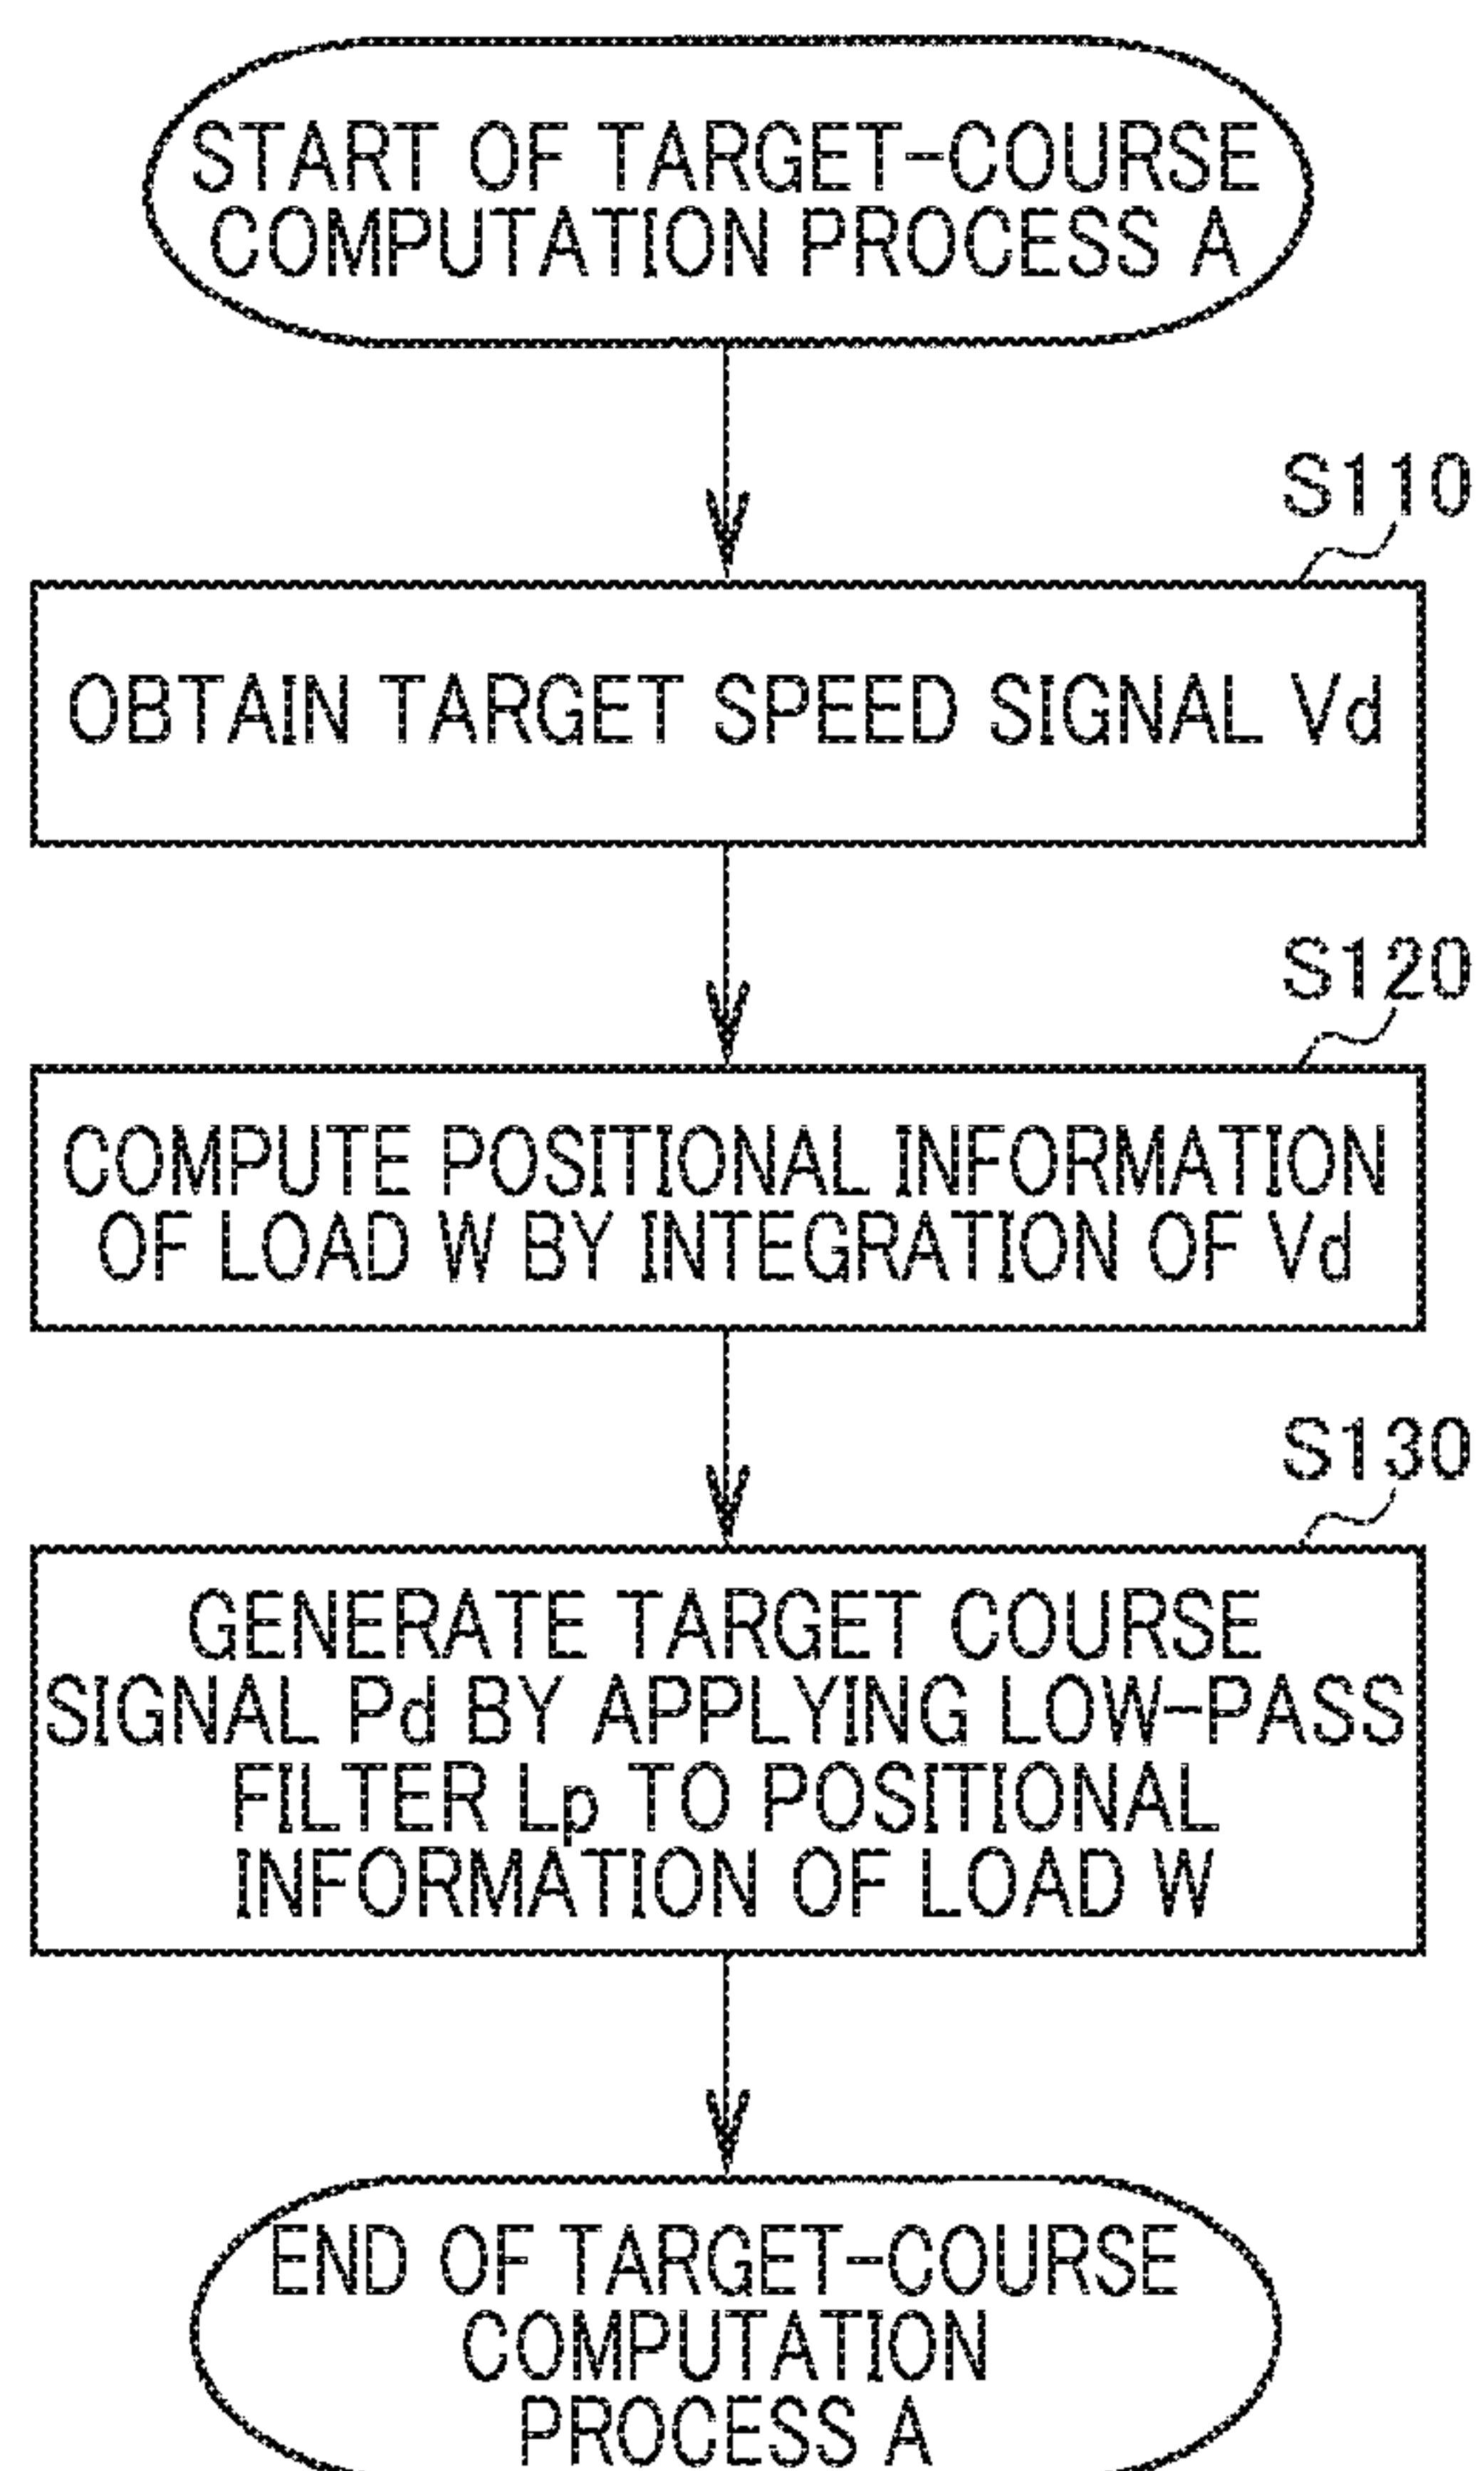 START OF TARGET-COURSE
COMPUTATION PROCESS A
S110
OBTAIN TARGET SPEED SIGNAL Vd
S120
COMPUTE POSITIONAL INFORMATION
OF LOAD W BY INTEGRATION OF Vd
S130
GENERATE TARGET COURSE
SIGNAL Pd BY APPLYING LOW-PASS
FILTER Lp TO POSITIONAL
INFORMATION OF LOAD W
END OF TARGET-COURSE
COMPUTATION
PROCESS A